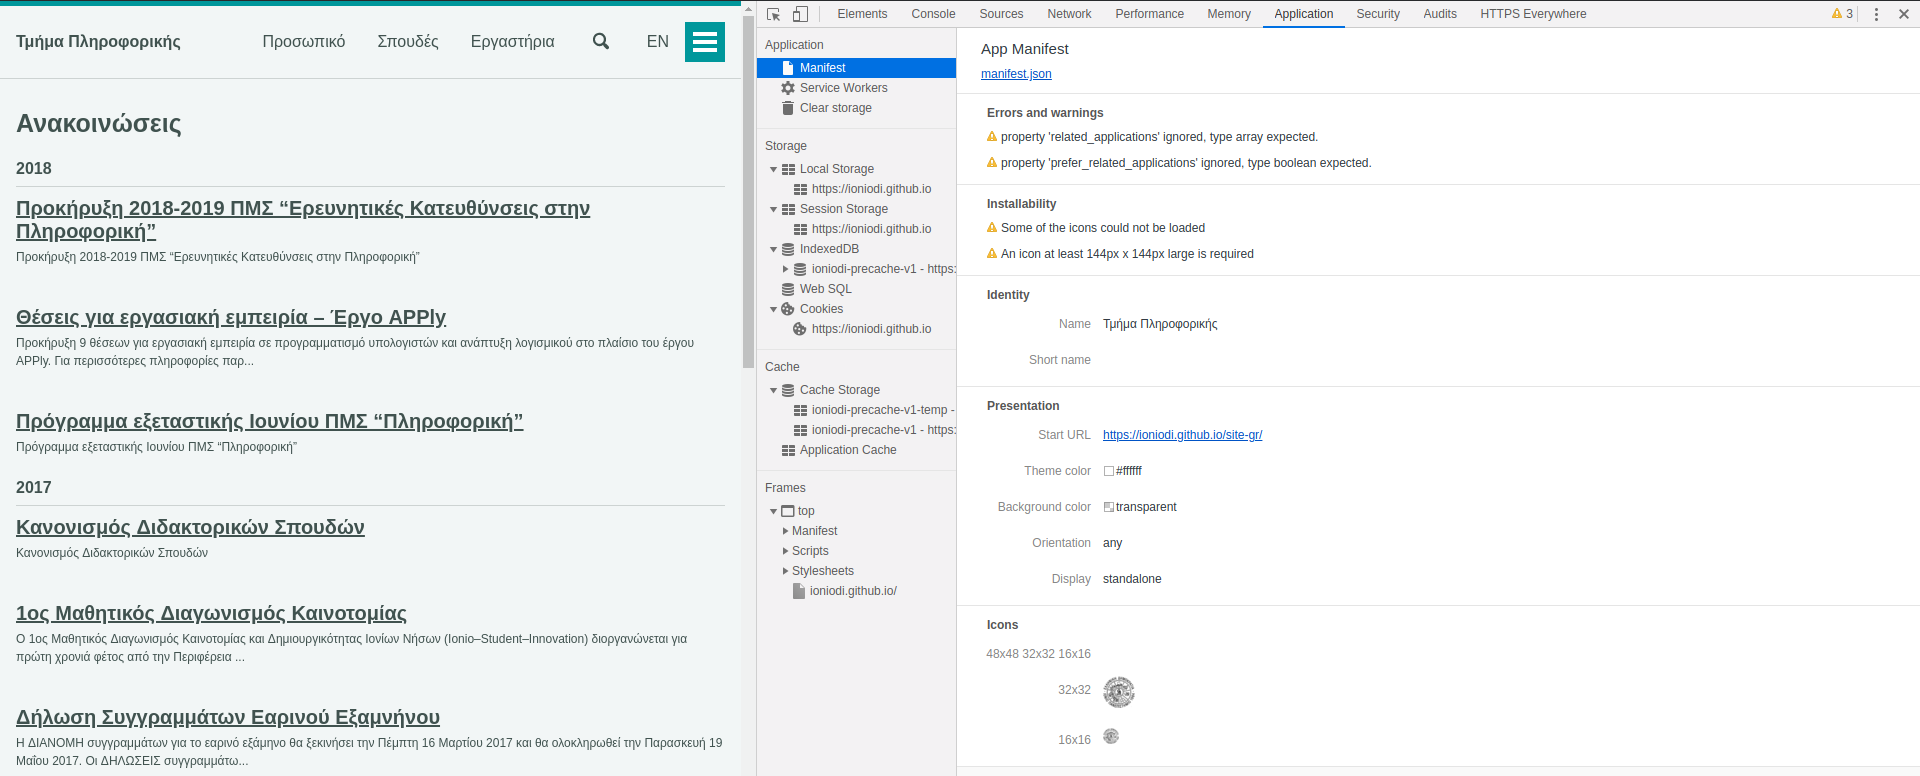 Τμήμα Πληροφορικής
Προσωπικό
Σπουδές
Εργαστήρια
EN
Ανακοινώσεις
2018
Προκήρυξη 2018-2019 ΠΜΣ “Ερευνητικές Κατευθύνσεις στην
Πληροφορική”
Προκήρυξη 2018-2019 ΠΜΣ “Ερευνητικές Κατευθύνσεις στην Πληροφορική”
Θέσεις για εργασιακή εμπειρία – Έργο APPly
Προκήρυξη 9 θέσεων για εργασιακή εμπειρία σε προγραμματισμό υπολογιστών και ανάπτυξη λογισμικού στο πλαίσιο του έργου
APPly. Για περισσότερες πληροφορίες παρ...
Πρόγραμμα εξεταστικής Ιουνίου ΠΜΣ “Πληροφορική”
Πρόγραμμα εξεταστικής Ιουνίου ΠΜΣ “Πληροφορική”
2017
Κανονισμός Διδακτορικών Σπουδών
Κανονισμός Διδακτορικών Σπουδών
1ος Μαθητικός Διαγωνισμός Καινοτομίας
Ο 1ος Μαθητικός Διαγωνισμός Καινοτομίας και Δημιουργικότητας Ιονίων Νήσων (Ionio–Student–Innovation) διοργανώνεται για
πρώτη χρονιά φέτος από την Περιφέρεια ...
Δήλωση Συγγραμμάτων Εαρινού Εξαμήνου
Η ΔΙΑΝΟΜΗ συγγραμμάτων για το εαρινό εξάμηνο θα ξεκινήσει την Πέμπτη 16 Μαρτίου 2017 και θα ολοκληρωθεί την Παρασκευή 19
Μαΐου 2017. Οι ΔΗΛΩΣΕΙΣ συγγραμμάτω...
Elements
Console
Sources
Network
Performance
Memory
Application
Security
Audits
HTTPS Everywhere
3
Application
Manifest
Service Workers
Clear storage
Storage
Local Storage
https://ioniodi.github.io
Session Storage
https://ioniodi.github.io
IndexedDB
ioniodi-precache-v1 - https:
Web SQL
Cookies
https://ioniodi.github.io
Cache
Cache Storage
ioniodi-precache-v1-temp -
ioniodi-precache-v1 - https:
Application Cache
Frames
top
Manifest
Scripts
Stylesheets
ioniodi.github.io/
App Manifest
manifest.json
Errors and warnings
property 'related_applications' ignored, type array expected.
property 'prefer_related_applications' ignored, type boolean expected.
Installability
Some of the icons could not be loaded
An icon at least 144px x 144px large is required
Identity
Name Τμήμα Πληροφορικής
Short name
Presentation
Start URL https://ioniodi.github.io/site-gr/
Theme color #ffffff
Background color transparent
Orientation any
Display standalone
Icons
48x48 32x32 16x16
32x32
16x16